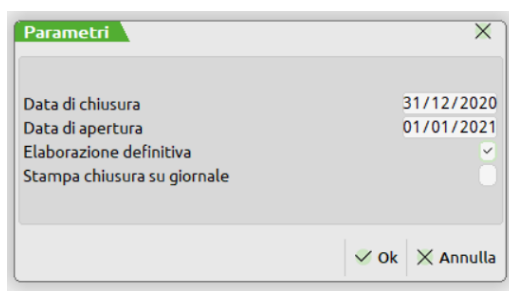 Parametri
Data di chiusura 31/12/2020
Data di apertura 01/01/2021
Elaborazione definitiva
Stampa chiusura su giornale
Ok Annulla